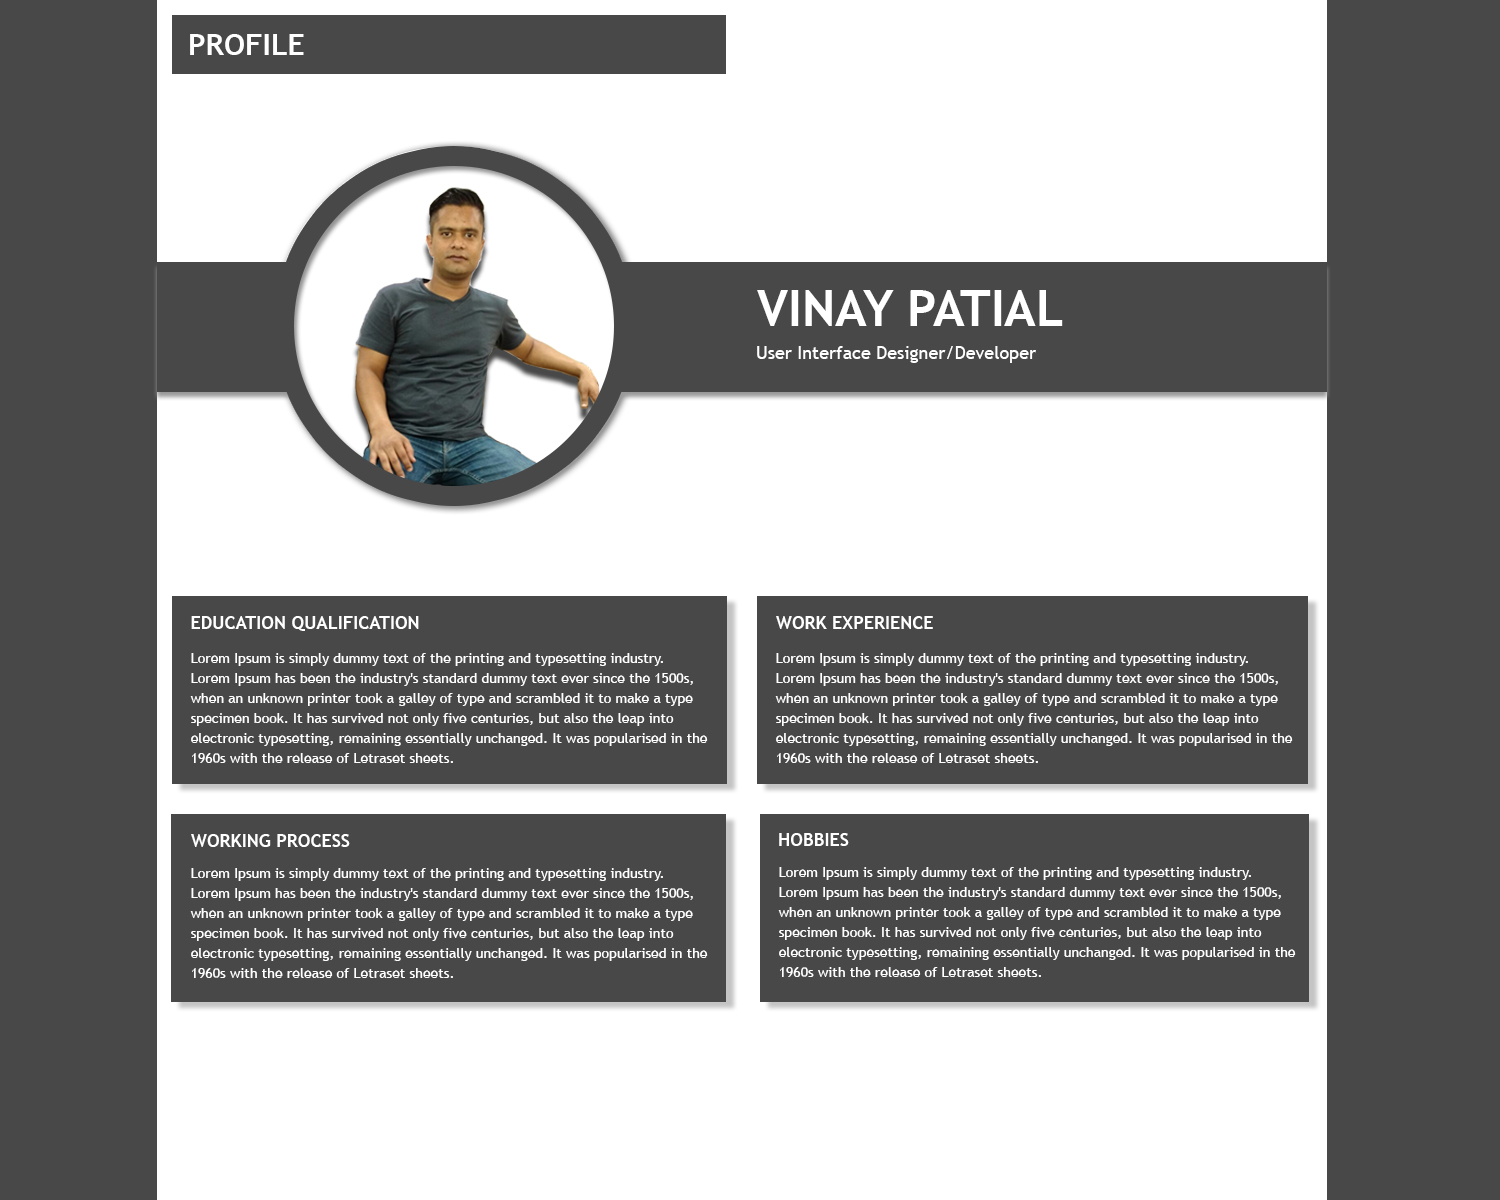 PROFILE
VINAY PATIAL
User Interface Designer/Developer
EDUCATION QUALIFICATION
Lorem Ipsum is simply dummy text of the printing and typesetting industry.
Lorem Ipsum has been the industry's standard dummy text ever since the 1500s,
when an unknown printer took a galley of type and scrambled it to make a type
specimen book. It has survived not only five centuries, but also the leap into
electronic typesetting, remaining essentially unchanged. It was popularised in the
1960s with the release of Letraset sheets.
WORK EXPERIENCE
Lorem Ipsum is simply dummy text of the printing and typesetting industry.
Lorem Ipsum has been the industry's standard dummy text ever since the 1500s,
when an unknown printer took a galley of type and scrambled it to make a type
specimen book. It has survived not only five centuries, but also the leap into
electronic typesetting, remaining essentially unchanged. It was popularised in the
1960s with the release of Letraset sheets.
WORKING PROCESS
Lorem Ipsum is simply dummy text of the printing and typesetting industry.
Lorem Ipsum has been the industry's standard dummy text ever since the 1500s,
when an unknown printer took a galley of type and scrambled it to make a type
specimen book. It has survived not only five centuries, but also the leap into
electronic typesetting, remaining essentially unchanged. It was popularised in the
1960s with the release of Letraset sheets.
HOBBIES
Lorem Ipsum is simply dummy text of the printing and typesetting industry.
Lorem Ipsum has been the industry's standard dummy text ever since the 1500s,
when an unknown printer took a galley of type and scrambled it to make a type
specimen book. It has survived not only five centuries, but also the leap into
electronic typesetting, remaining essentially unchanged. It was popularised in the
1960s with the release of Letraset sheets.